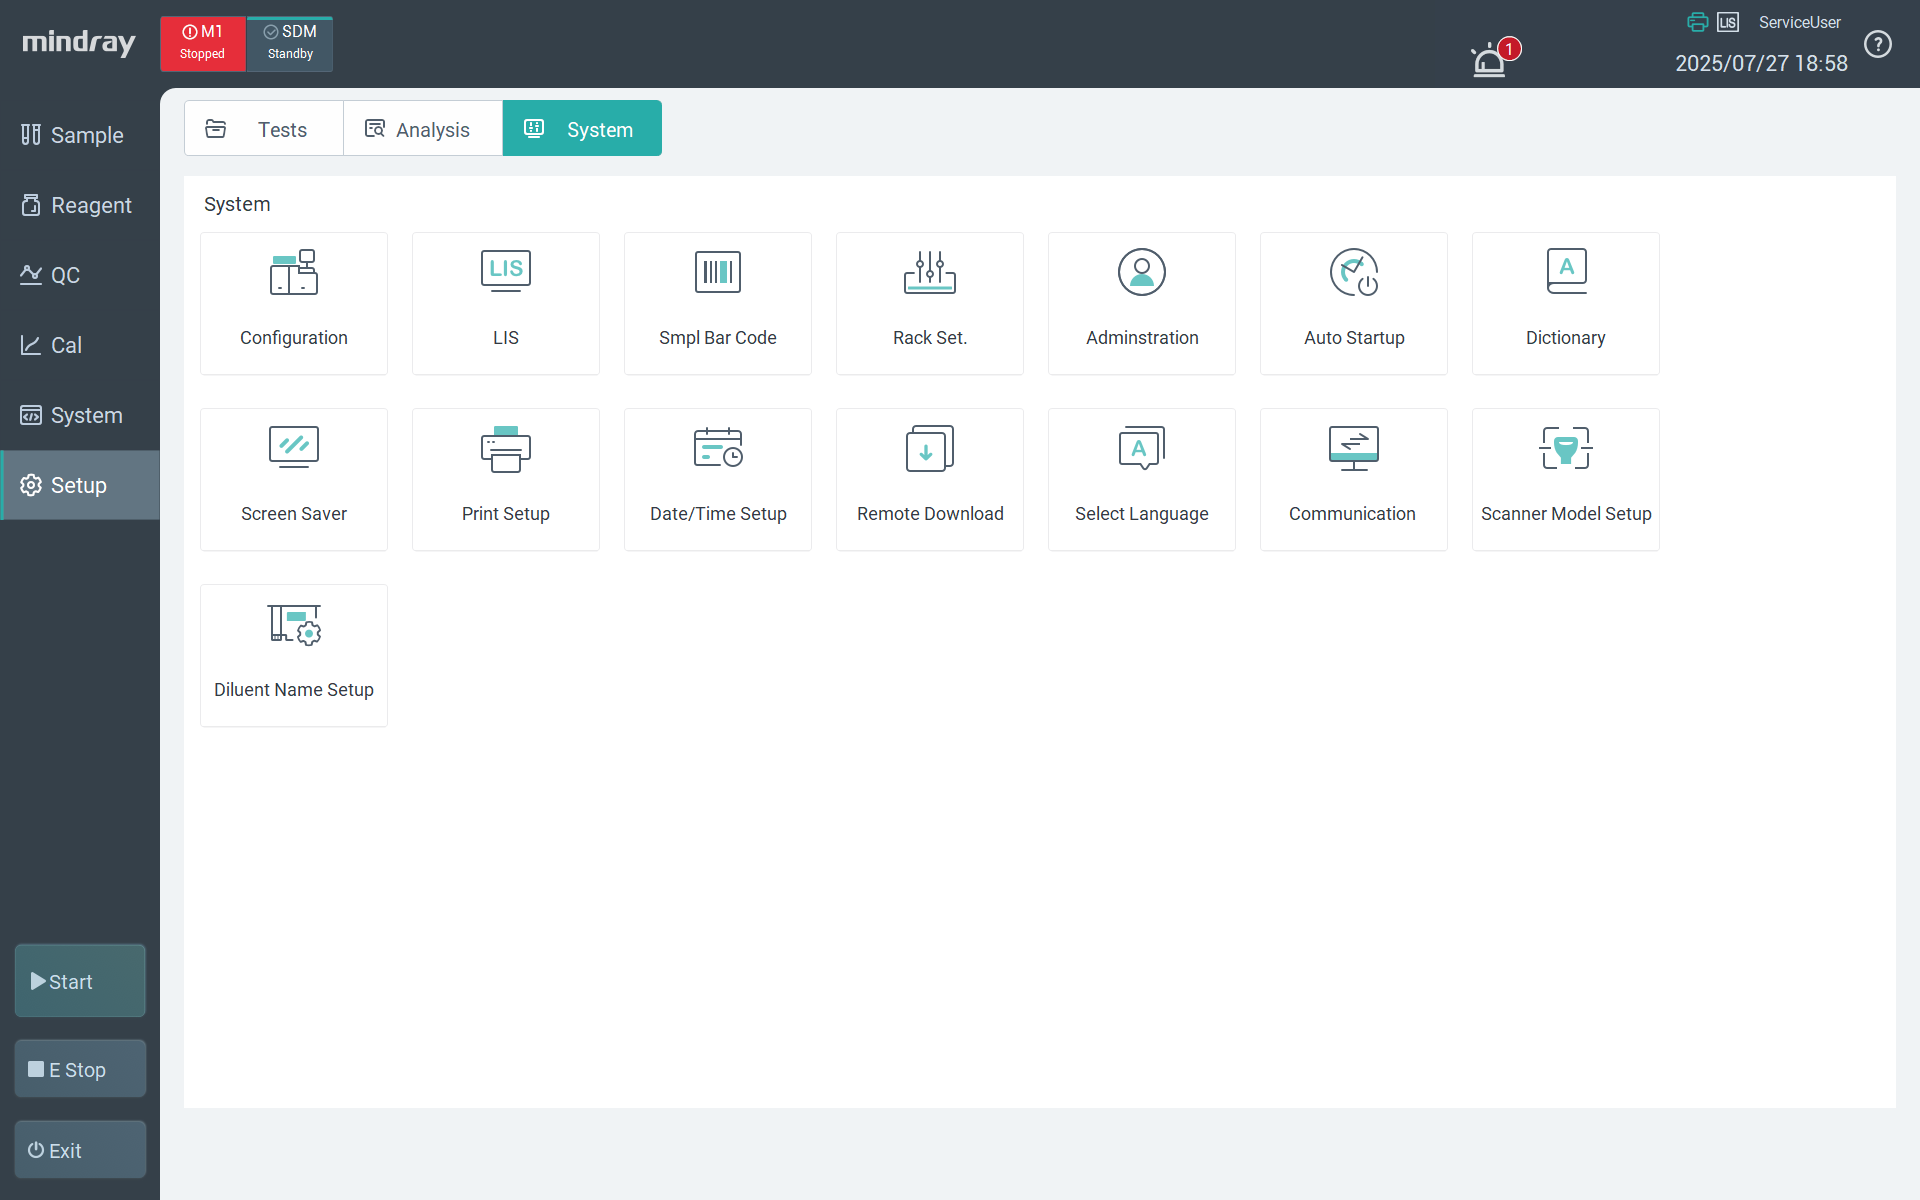 mindray
M1
Stopped
SDM
Standby
1
LIS
ServiceUser
2025/07/27 18:58
?
Sample
Reagent
QC
Cal
System
Setup
Tests
Analysis
System
System
LIS
A
Configuration
LIS
Smpl Bar Code
Rack Set.
Adminstration
Auto Startup
Dictionary
A
Screen Saver
Print Setup
Date/Time Setup
Remote Download
Select Language
Communication
Scanner Model Setup
Diluent Name Setup
Start
E Stop
Exit